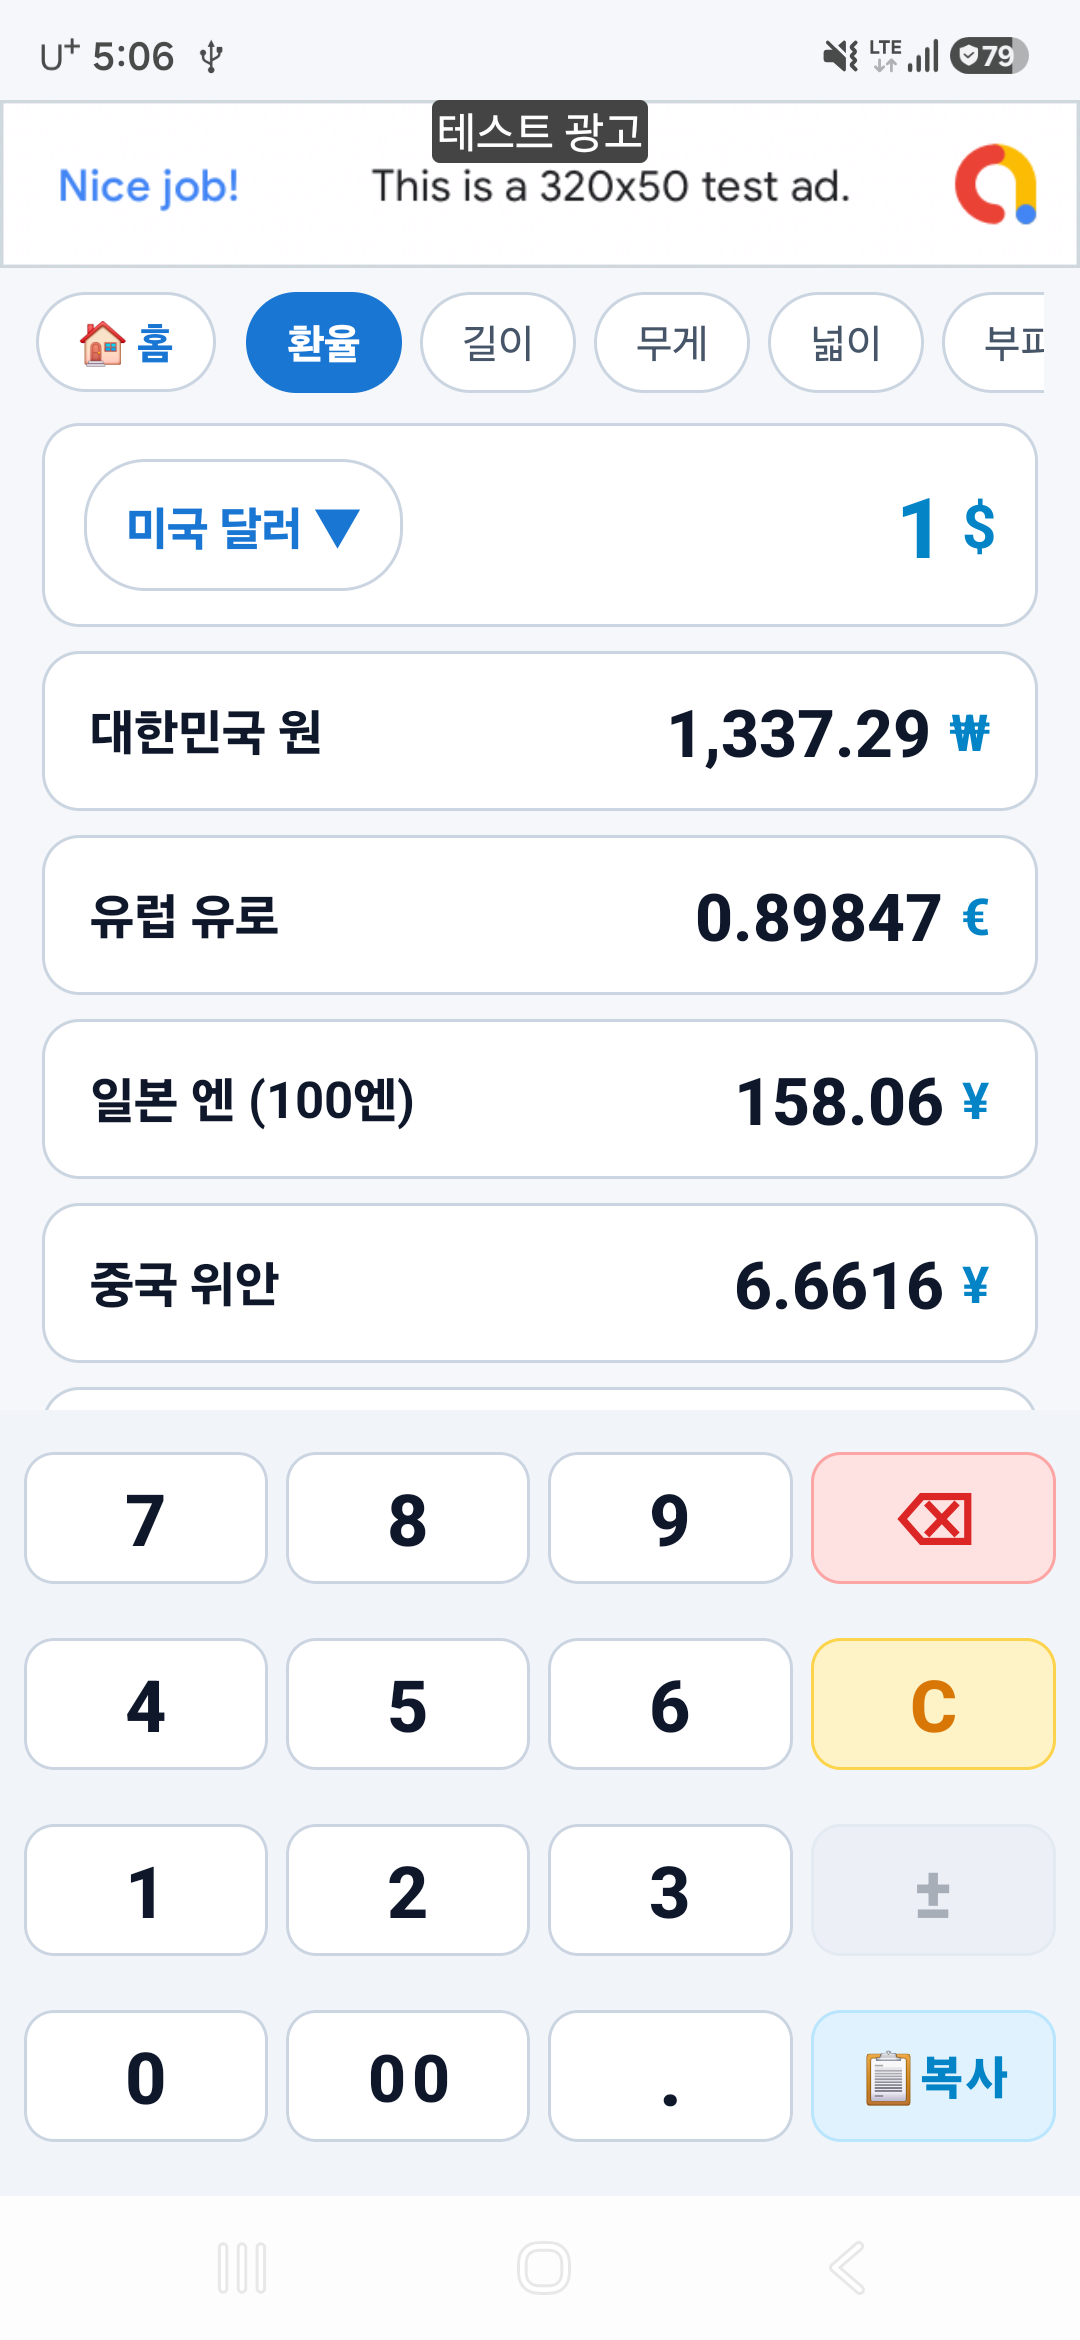 U+ 5:06 LTE 79
테스트 광고
Nice job! This is a 320x50 test ad.
🏠 홈 환율 길이 무게 넓이 부피
미국 달러 ▼ 1 $
대한민국 원 1,337.29 ₩
유럽 유로 0.89847 €
일본 엔 (100엔) 158.06 ¥
중국 위안 6.6616 ¥
7 8 9 ⌫
4 5 6 C
1 2 3 ±
0 00 . 📋복사